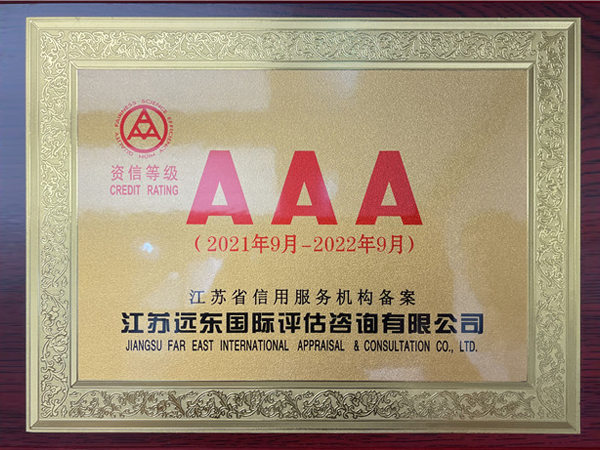 资信等级
CREDIT RATING
AAA
(2021年9月-2022年9月)
江苏省信用服务机构备案
江苏远东国际评估咨询有限公司
JIANGSU FAR EAST INTERNATIONAL APPRAISAL & CONSULTATION CO., LTD.